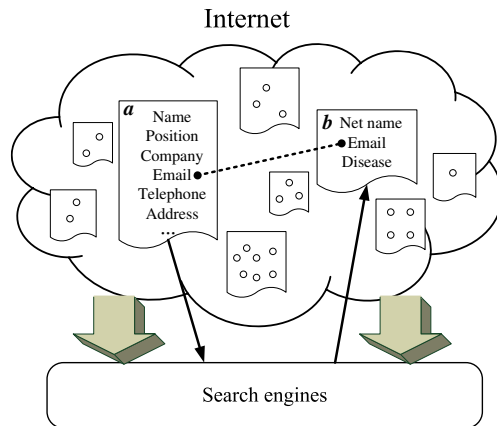 Internet
a
Name
Position
Company
Email
Telephone
Address
...
b
Net name
Email
Disease
Search engines